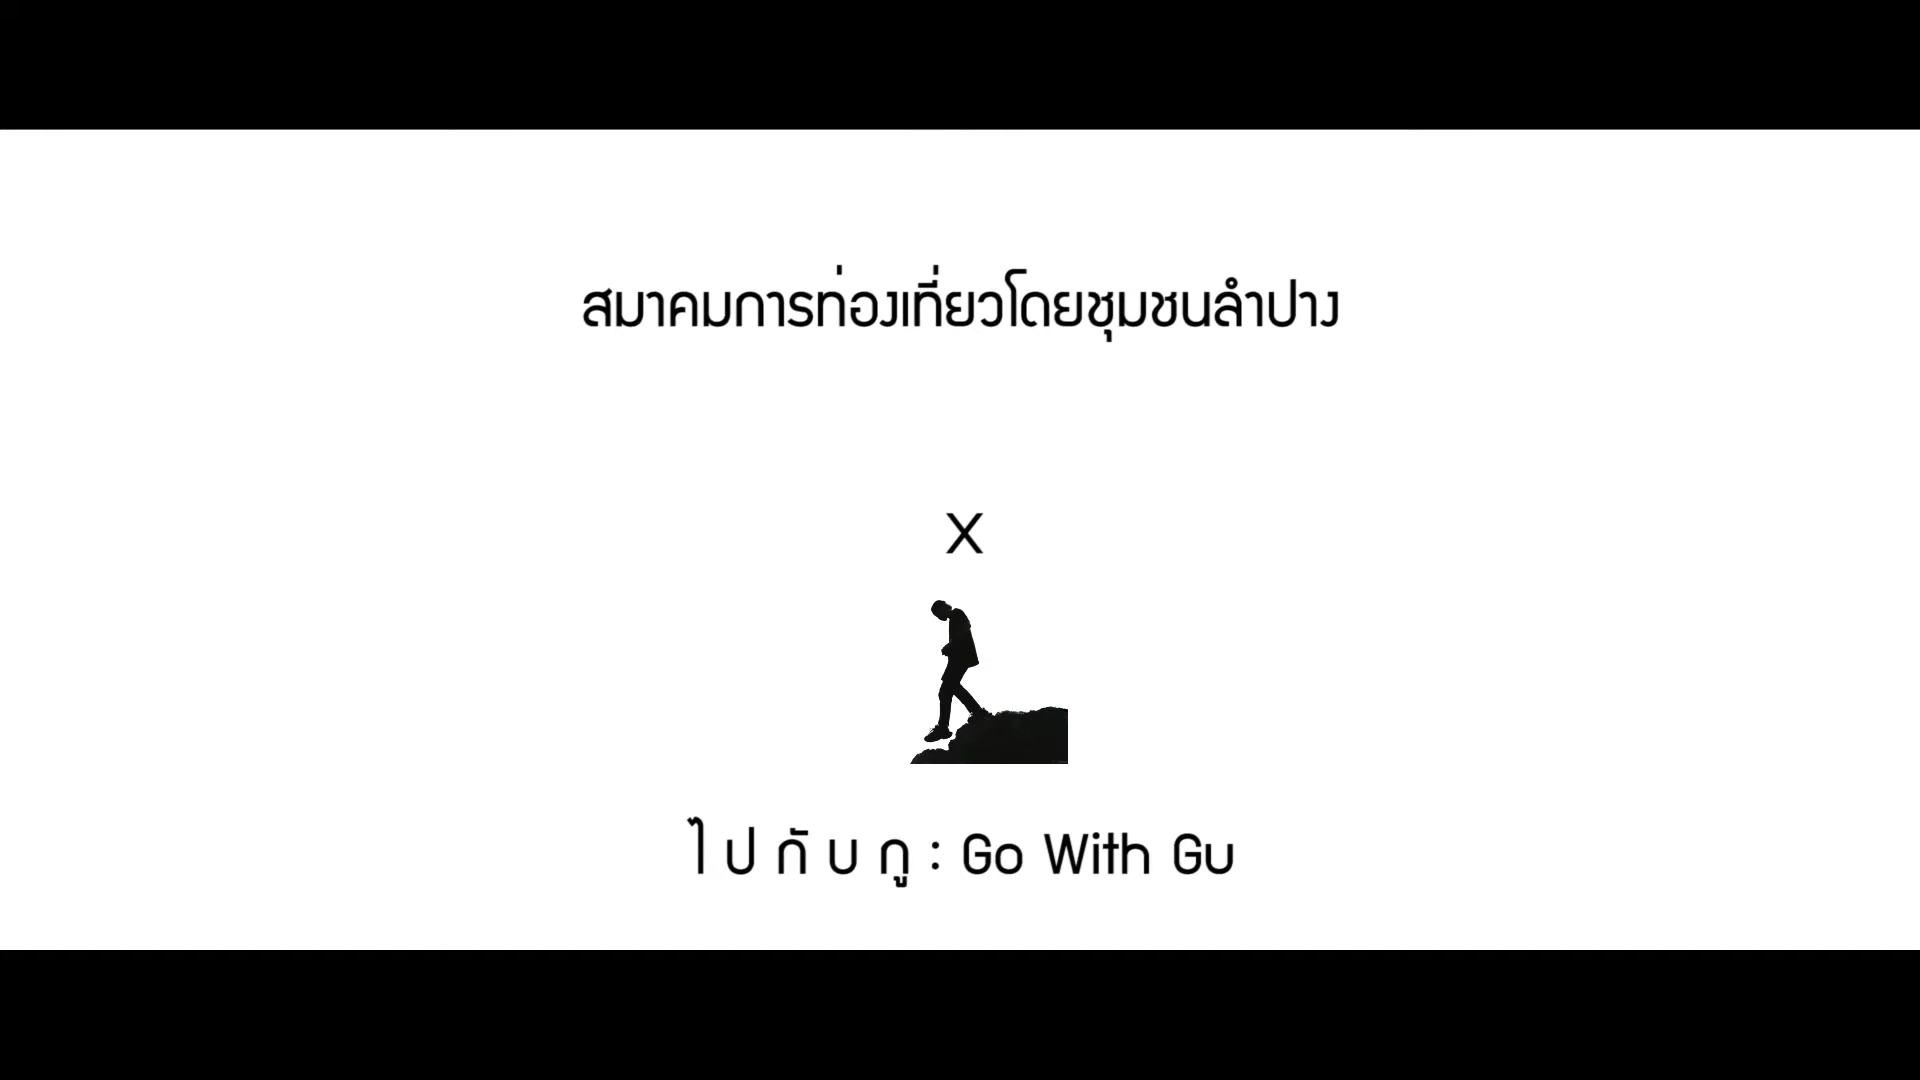 สมาคมการท่องเที่ยวโดยชุมชนลำปาง
X
ไ ป กั บ กู : Go With Gu